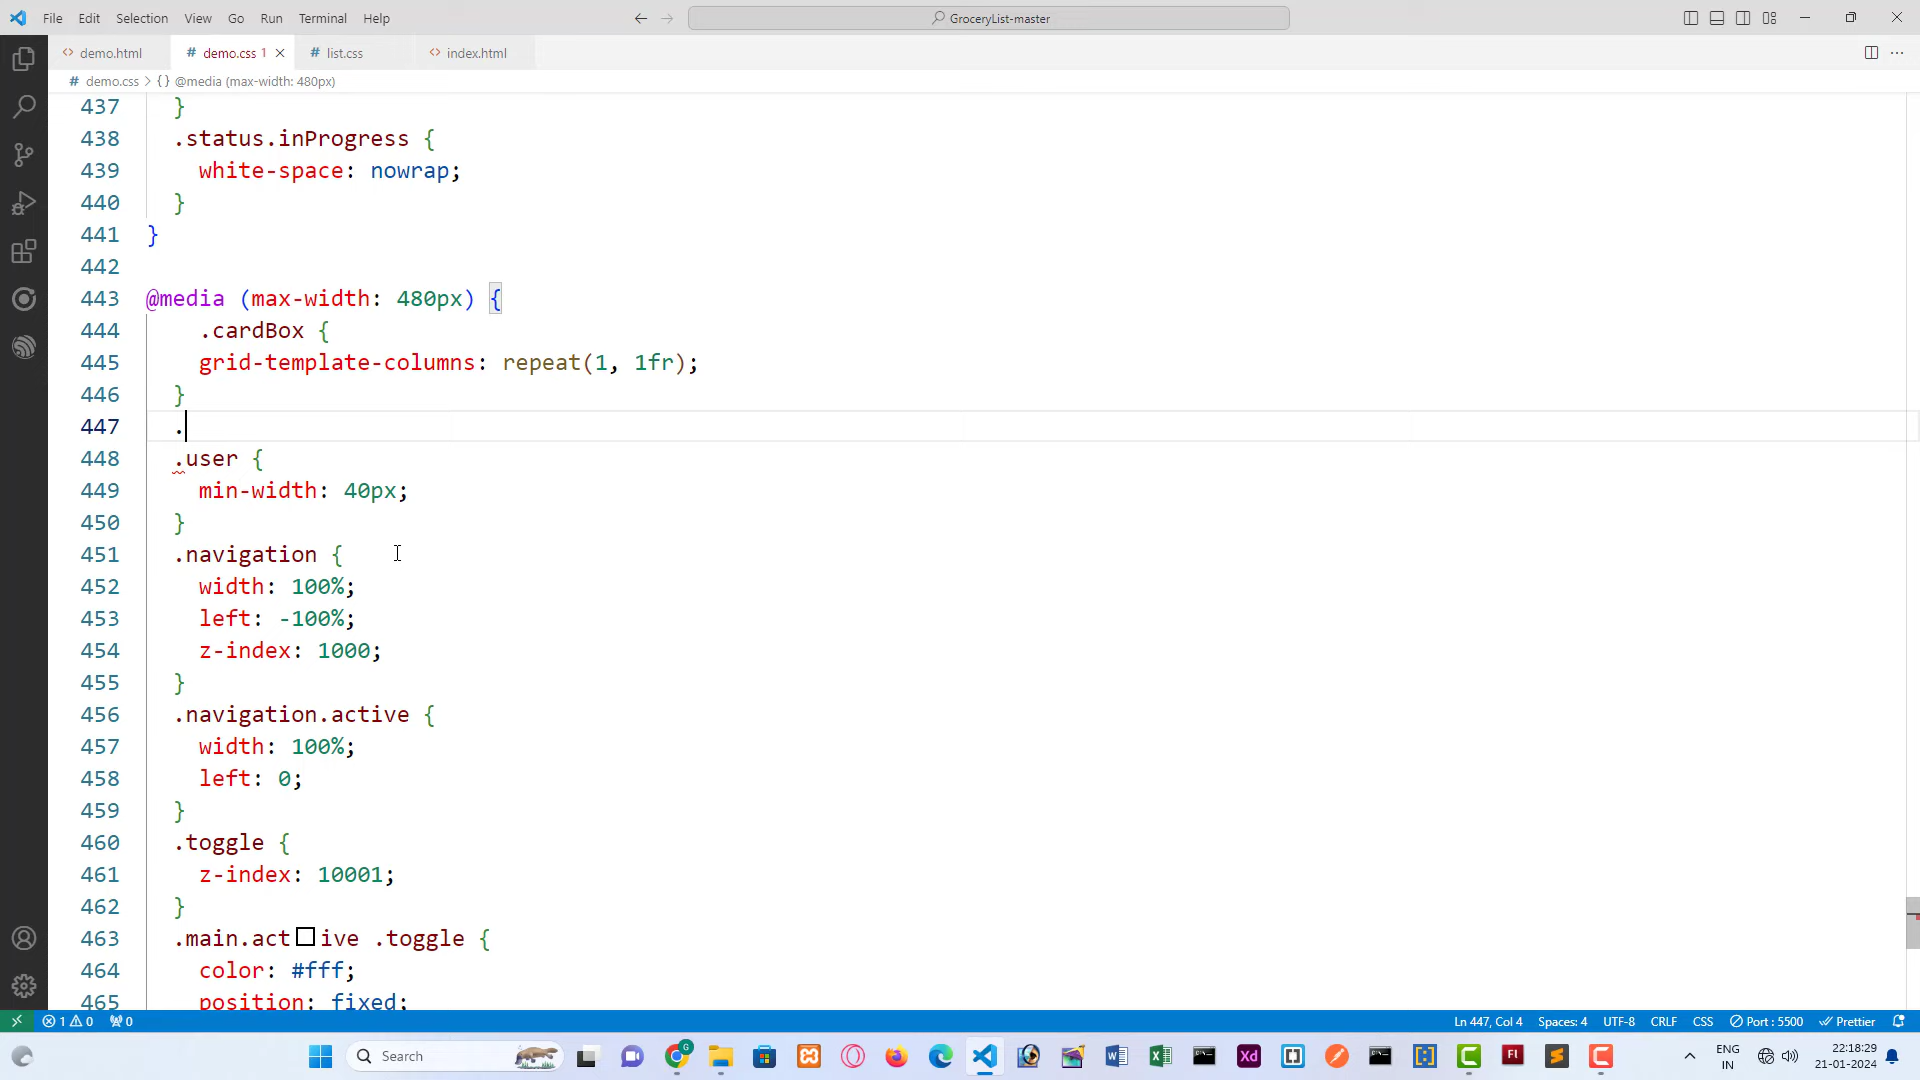 File Edit Selection View Go Run Terminal Help
GroceryList-master
demo.html
# demo.css 1
# list.css
index.html
# demo.css > {} @media (max-width: 480px)
437 }
438 .status.inProgress {
439 white-space: nowrap;
440 }
441 }
442
443 @media (max-width: 480px) {
444 .cardBox {
445 grid-template-columns: repeat(1, 1fr);
446 }
447 .
448 .user {
449 min-width: 40px;
450 }
451 .navigation {
452 width: 100%;
453 left: -100%;
454 z-index: 1000;
455 }
456 .navigation.active {
457 width: 100%;
458 left: 0;
459 }
460 .toggle {
461 z-index: 10001;
462 }
463 .main.active .toggle {
464 color: #fff;
465 position: fixed;
1 0 0 Ln 447, Col 4 Spaces: 4 UTF-8 CRLF CSS Port : 5500 Prettier
Search
ENG
IN
22:18:29
21-01-2024